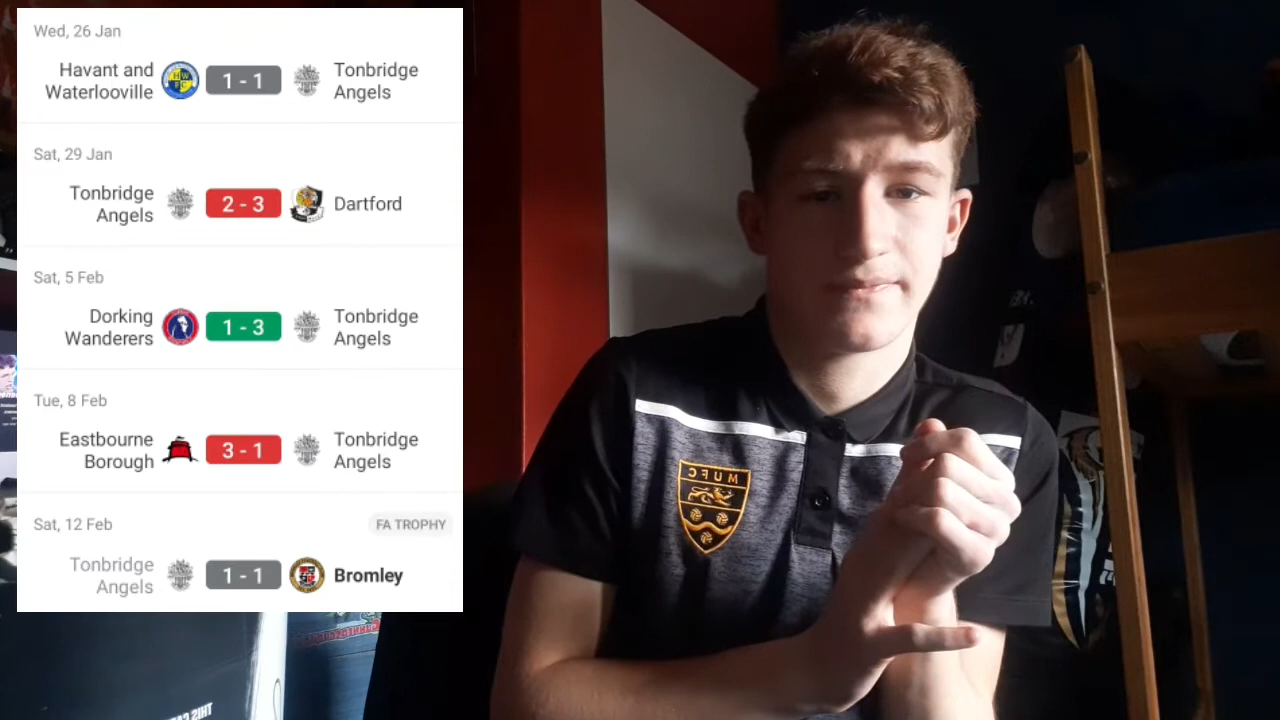 Wed, 26 Jan
Havant and
Waterlooville
1 - 1
Tonbridge
Angels
Sat, 29 Jan
Tonbridge
Angels
2 - 3
Dartford
Sat, 5 Feb
Dorking
Wanderers
1 - 3
Tonbridge
Angels
Tue, 8 Feb
Eastbourne
Borough
3 - 1
Tonbridge
Angels
Sat, 12 Feb
FA TROPHY
Tonbridge
Angels
1 - 1
Bromley
MUFC